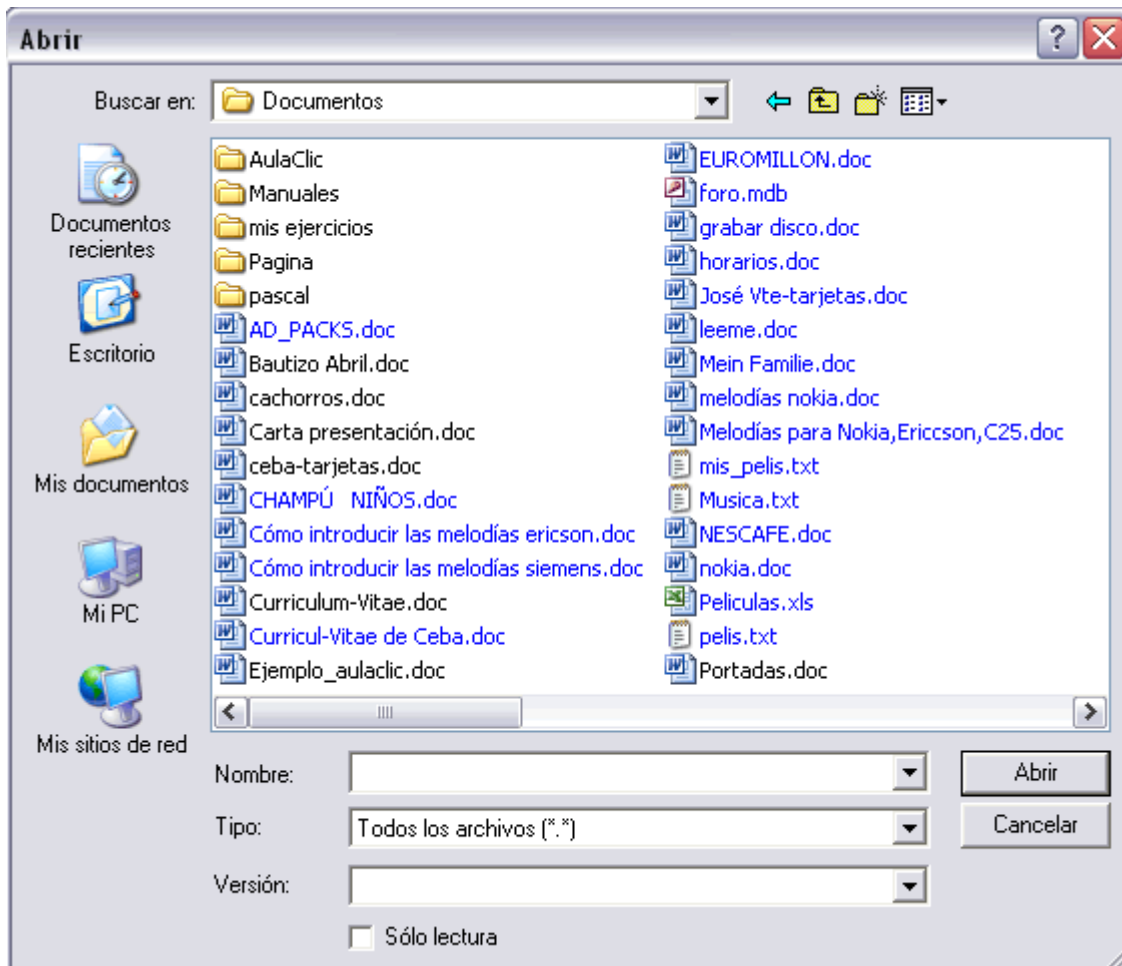 Abrir
Buscar en:
Documentos
Documentos
recientes
Escritorio
Mis documentos
Mi PC
Mis sitios de red
AulaClic
Manuales
mis ejercicios
Pagina
pascal
AD_PACKS.doc
Bautizo Abril.doc
cachorros.doc
Carta presentación.doc
ceba-tarjetas.doc
CHAMPÚ   NIÑOS.doc
Cómo introducir las melodías ericson.doc
Cómo introducir las melodías siemens.doc
Curriculum-Vitae.doc
Curricul-Vitae de Ceba.doc
Ejemplo_aulaclic.doc
EUROMILLON.doc
foro.mdb
grabar disco.doc
horarios.doc
José Vte-tarjetas.doc
leeme.doc
Mein Familie.doc
melodías nokia.doc
Melodías para Nokia,Ericcson,C25.doc
mis_pelis.txt
Musica.txt
NESCAFE.doc
nokia.doc
Peliculas.xls
pelis.txt
Portadas.doc
Nombre:
Abrir
Tipo:
Todos los archivos (*.*)
Cancelar
Versión:
Sólo lectura